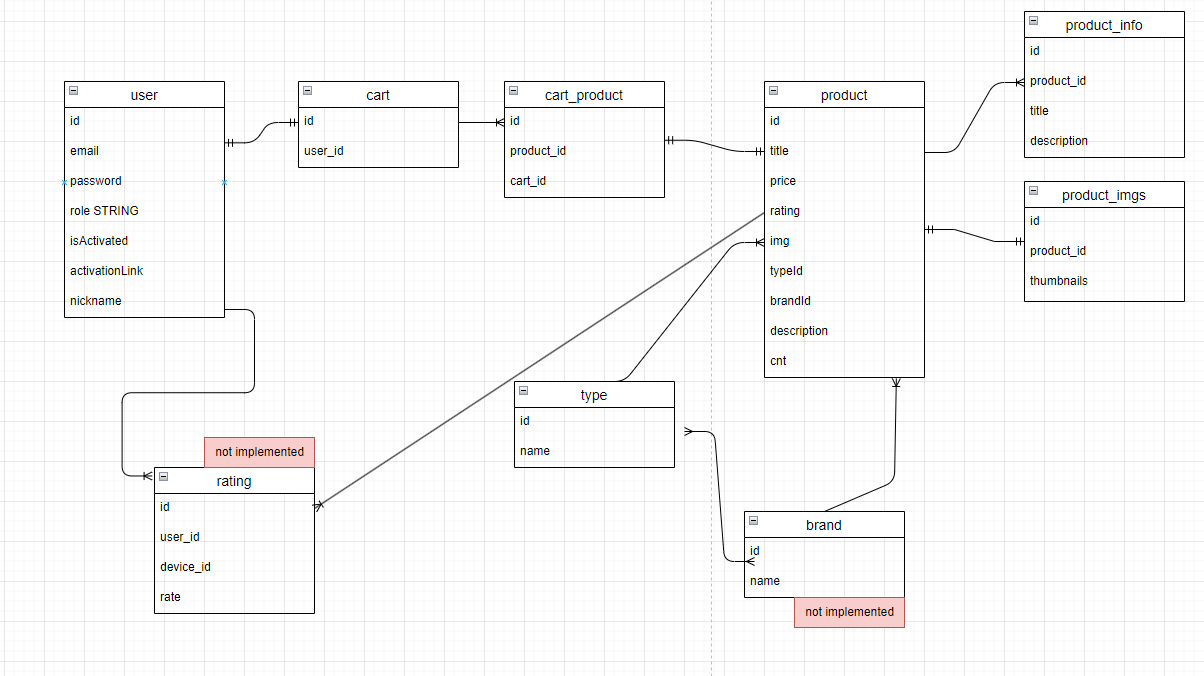 user
id
email
password
role STRING
isActivated
activationLink
nickname
cart
id
user_id
cart_product
id
product_id
cart_id
product
id
title
price
rating
img
typeId
brandId
description
cnt
product_info
id
product_id
title
description
product_imgs
id
product_id
thumbnails
type
id
name
not implemented
rating
id
user_id
device_id
rate
brand
id
name
not implemented